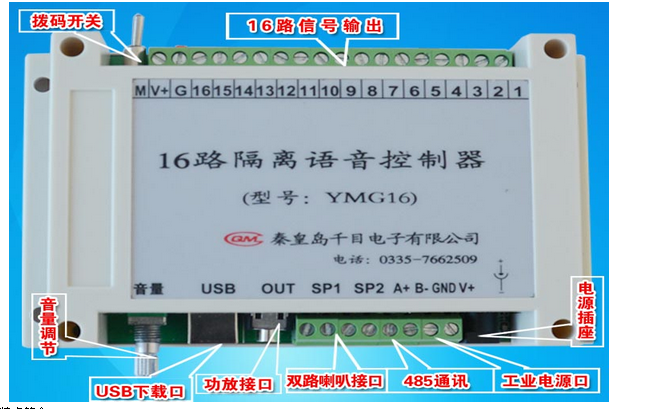 拨码开关
16路信号输出
M V+ G 16 15 14 13 12 11 10 9 8 7 6 5 4 3 2 1
16路隔离语音控制器
(型号：YMG16)
QM 秦皇岛千目电子有限公司
电话：0335-7662509
音量 USB OUT SP1 SP2 A+ B- GND V+
音量调节
电源插座
USB下载口
功放接口
双路喇叭接口
485通讯
工业电源口